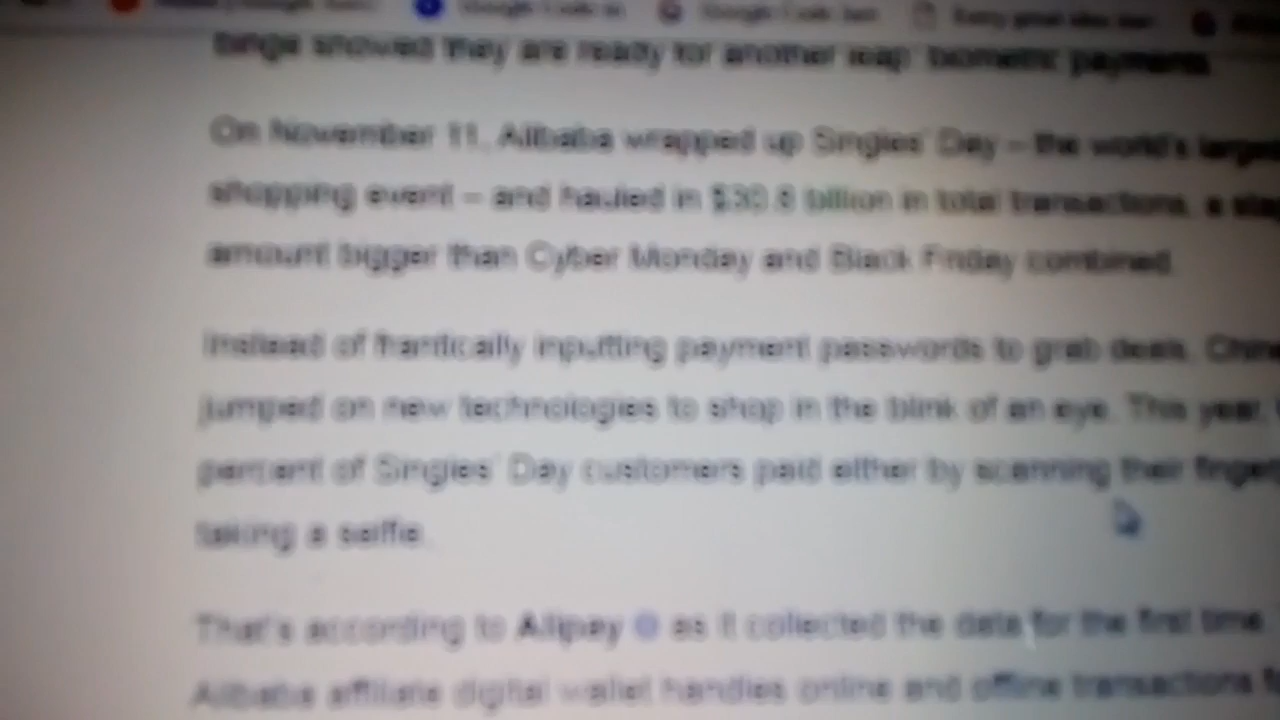 binge showed they are ready for another leap: biometric payments.
On November 11, Alibaba wrapped up Singles' Day – the world's
shopping event – and hauled in $30.8 billion in total transactions, a
amount bigger than Cyber Monday and Black Friday combined.
Instead of frantically inputting payment passwords to grab deals,
jumped on new technologies to shop in the blink of an eye. This year,
percent of Singles' Day customers paid either by scanning their
taking a selfie.
That's according to Alipay as it collected the data for the first time.
Alibaba affiliate digital wallet handles online and offline transactions